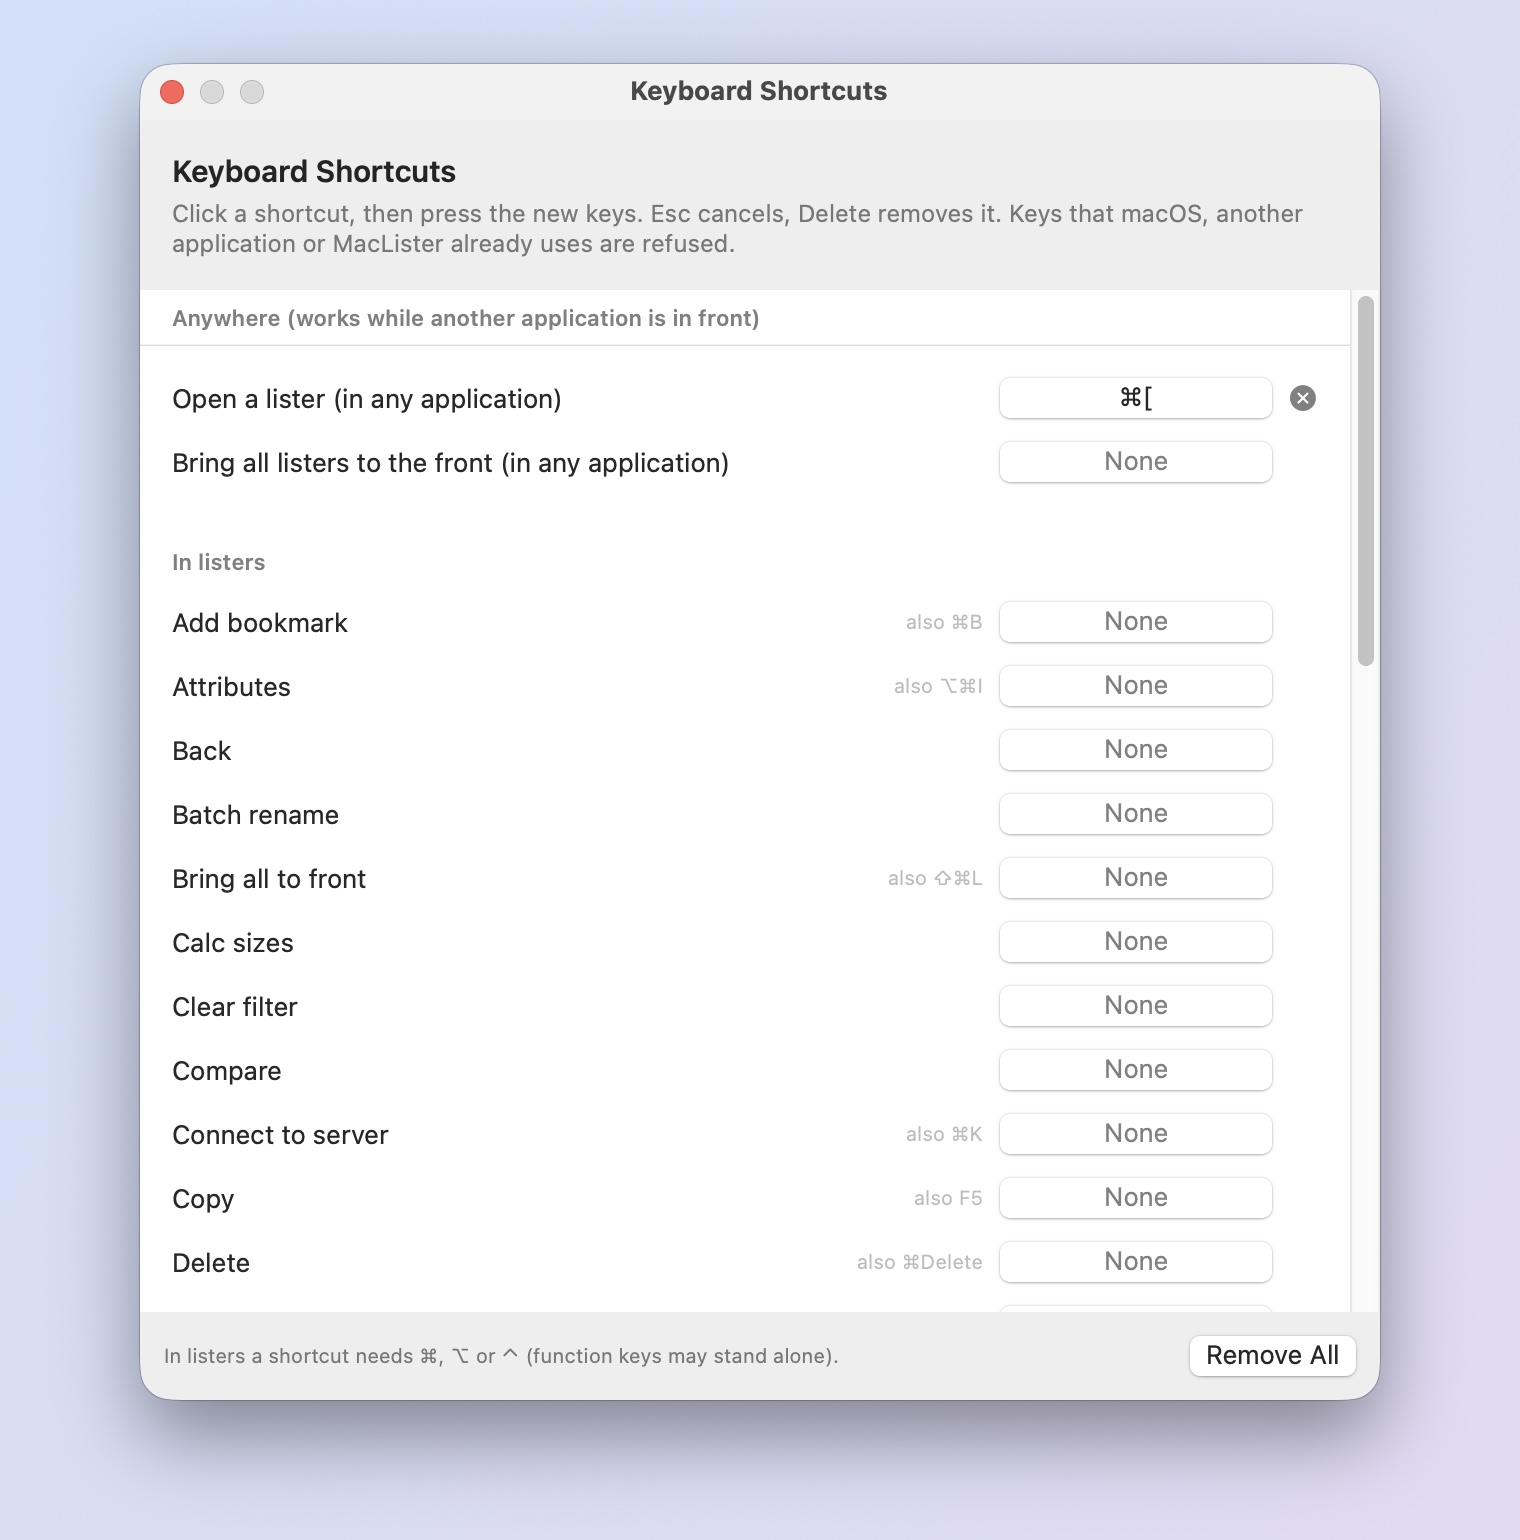 Keyboard Shortcuts
Keyboard Shortcuts
Click a shortcut, then press the new keys. Esc cancels, Delete removes it. Keys that macOS, another
application or MacLister already uses are refused.
Anywhere (works while another application is in front)
Open a lister (in any application) ⌘[
Bring all listers to the front (in any application) None
In listers
Add bookmark also ⌘B None
Attributes also ⌥⌘I None
Back None
Batch rename None
Bring all to front also ⇧⌘L None
Calc sizes None
Clear filter None
Compare None
Connect to server also ⌘K None
Copy also F5 None
Delete also ⌘Delete None
In listers a shortcut needs ⌘, ⌥ or ^ (function keys may stand alone). Remove All